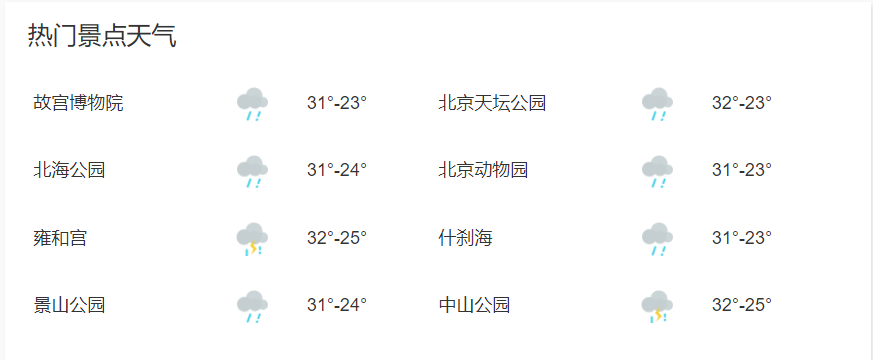 热门景点天气
故宫博物院 31°-23° 北京天坛公园 32°-23°
北海公园 31°-24° 北京动物园 31°-23°
雍和宫 32°-25° 什刹海 31°-23°
景山公园 31°-24° 中山公园 32°-25°